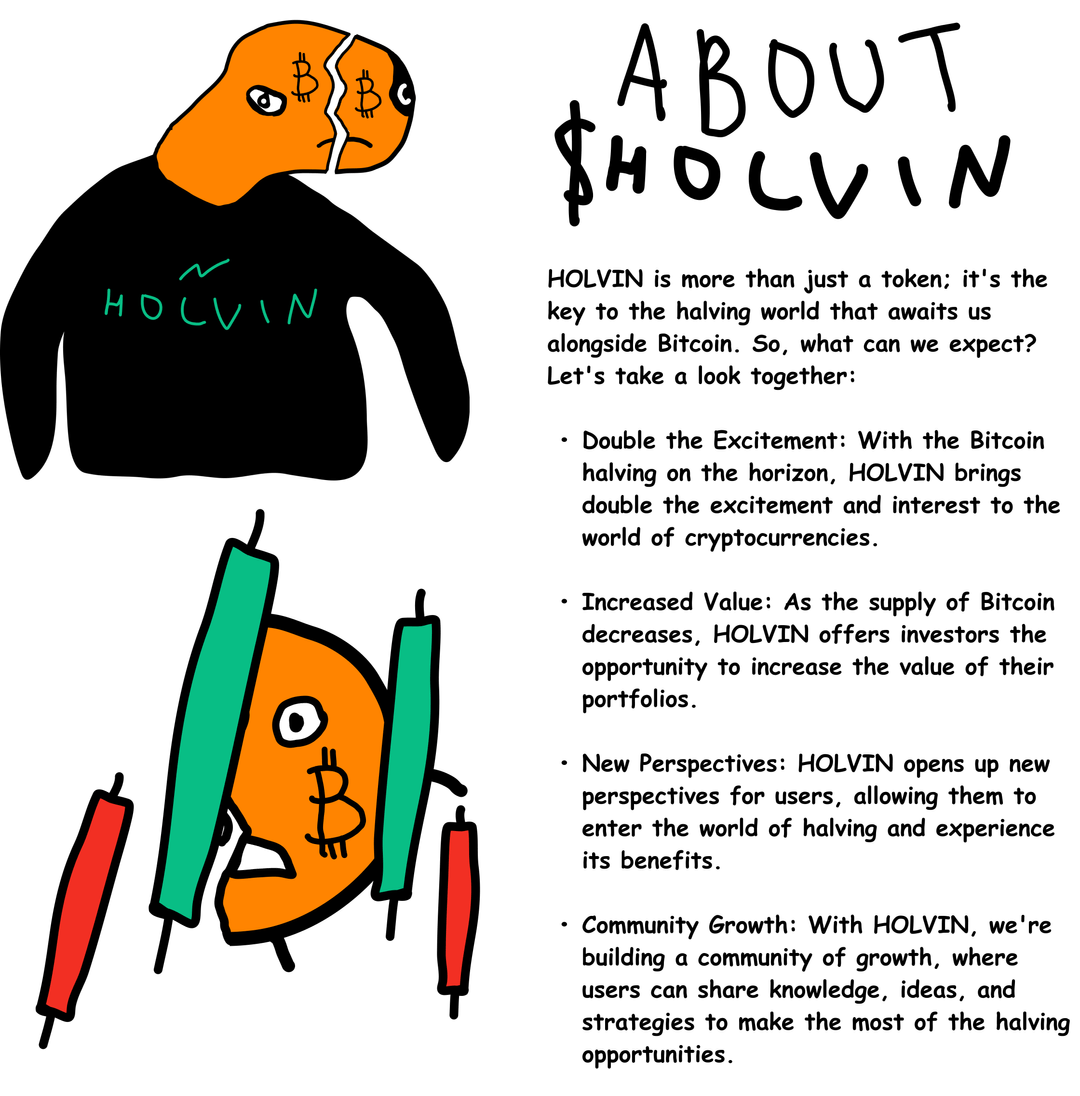 ABOUT
$HOLVIN
HOLVIN
HOLVIN is more than just a token; it's the
key to the halving world that awaits us
alongside Bitcoin. So, what can we expect?
Let's take a look together:
· Double the Excitement: With the Bitcoin
halving on the horizon, HOLVIN brings
double the excitement and interest to the
world of cryptocurrencies.
· Increased Value: As the supply of Bitcoin
decreases, HOLVIN offers investors the
opportunity to increase the value of their
portfolios.
· New Perspectives: HOLVIN opens up new
perspectives for users, allowing them to
enter the world of halving and experience
its benefits.
· Community Growth: With HOLVIN, we're
building a community of growth, where
users can share knowledge, ideas, and
strategies to make the most of the halving
opportunities.